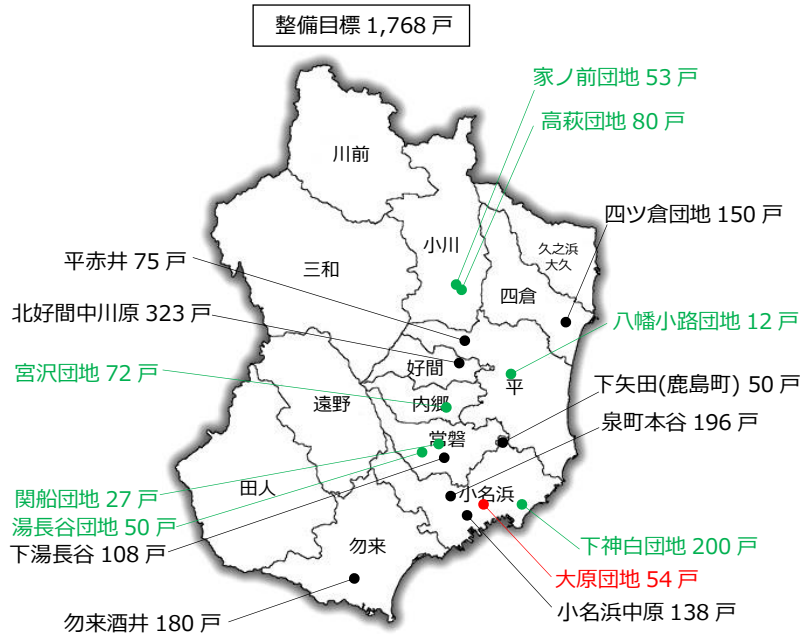 整備目標 1,768 戸
家ノ前団地 53 戸
高萩団地 80 戸
川前
四ツ倉団地 150 戸
小川
久之浜
大久
平赤井 75 戸
三和
四倉
北好間中川原 323 戸
八幡小路団地 12 戸
好間
宮沢団地 72 戸
平
下矢田(鹿島町) 50 戸
遠野
内郷
泉町本谷 196 戸
常磐
田人
関船団地 27 戸
小名浜
湯長谷団地 50 戸
下湯長谷 108 戸
勿来
下神白団地 200 戸
大原団地 54 戸
小名浜中原 138 戸
勿来酒井 180 戸